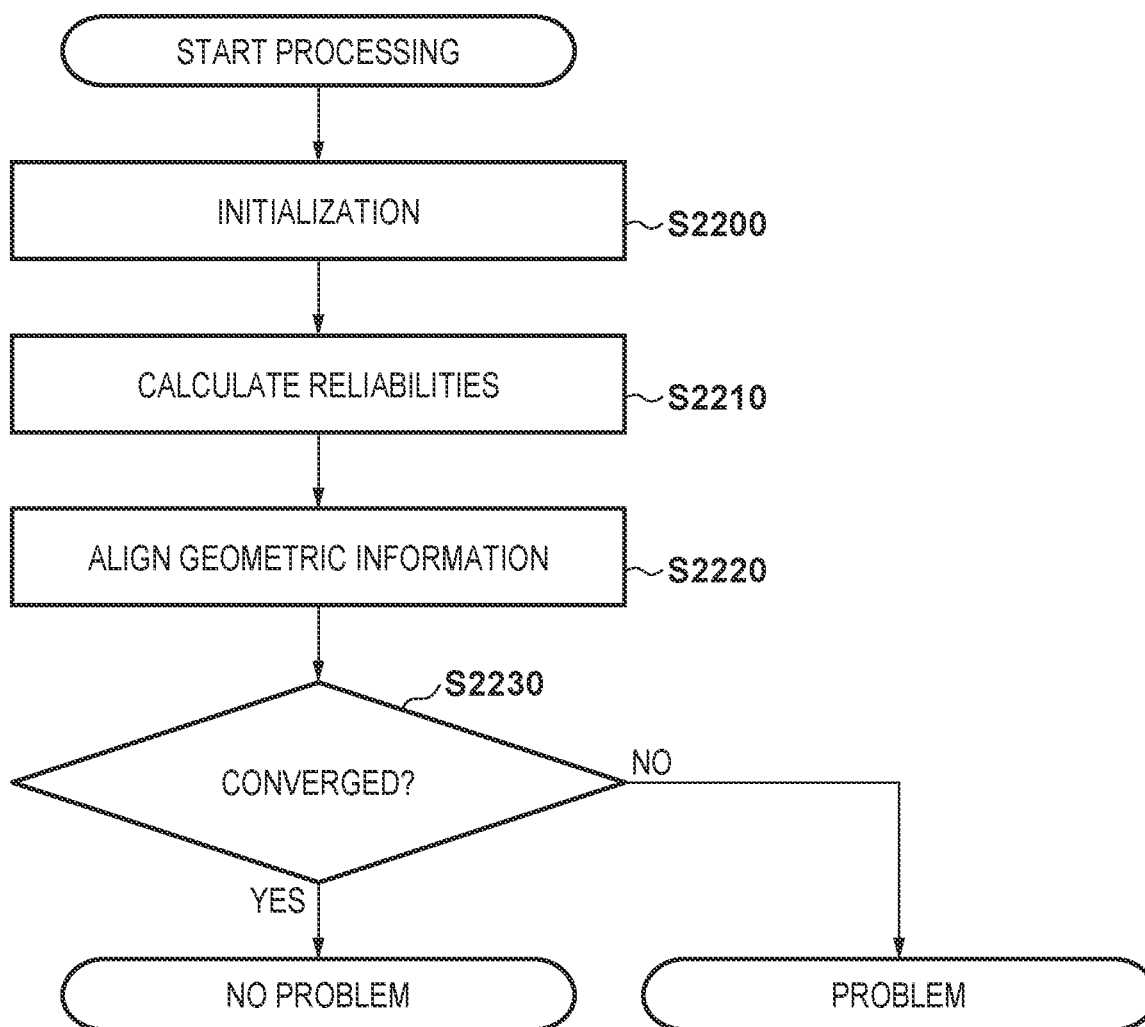 START PROCESSING
INITIALIZATION
S2200
CALCULATE RELIABILITIES
S2210
ALIGN GEOMETRIC INFORMATION
S2220
S2230
CONVERGED?
NO
YES
NO PROBLEM
PROBLEM